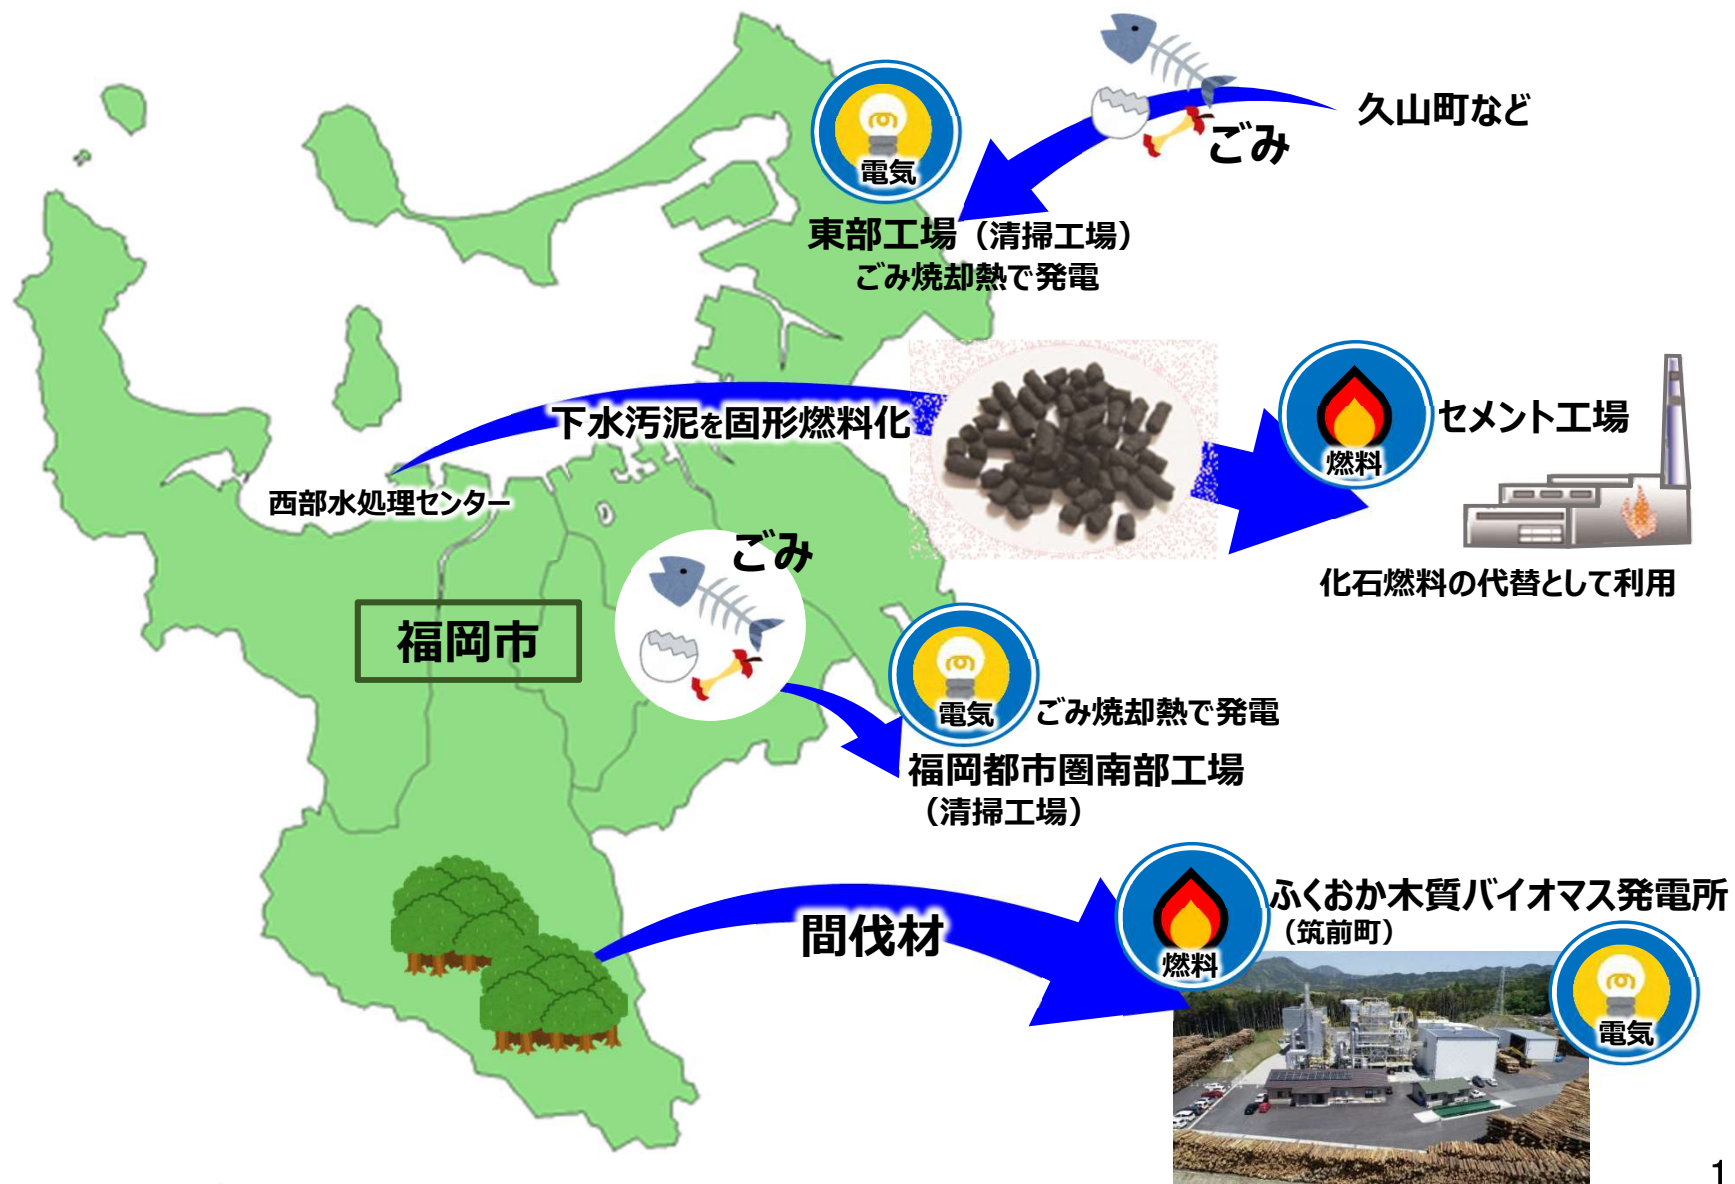 久山町など
ごみ
電気
東部工場（清掃工場）
ごみ焼却熱で発電
下水汚泥を固形燃料化
燃料
セメント工場
西部水処理センター
化石燃料の代替として利用
ごみ
福岡市
電気
ごみ焼却熱で発電
福岡都市圏南部工場
（清掃工場）
間伐材
燃料
ふくおか木質バイオマス発電所
（筑前町）
電気
1